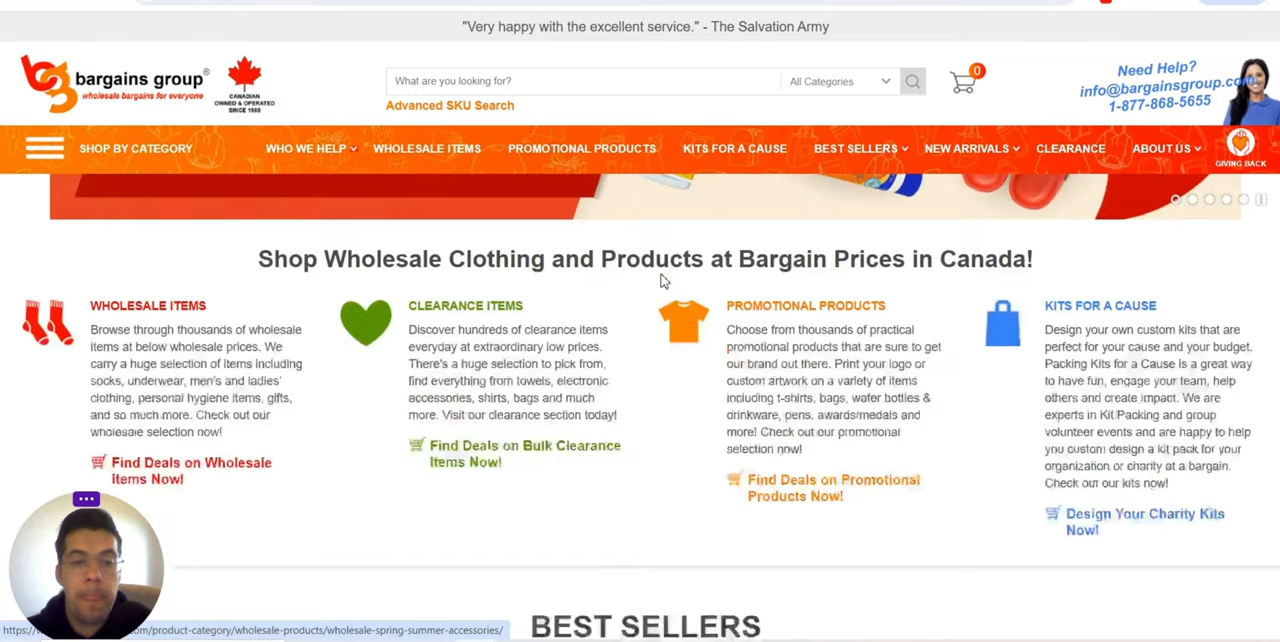 "Very happy with the excellent service." - The Salvation Army
bargains group®
wholesale bargains for everyone
CANADIAN
OWNED & OPERATED
SINCE 1988
What are you looking for?
All Categories
Advanced SKU Search
0
Need Help?
info@bargainsgroup.com
1-877-868-5655
SHOP BY CATEGORY
WHO WE HELP
WHOLESALE ITEMS
PROMOTIONAL PRODUCTS
KITS FOR A CAUSE
BEST SELLERS
NEW ARRIVALS
CLEARANCE
ABOUT US
GIVING BACK
Shop Wholesale Clothing and Products at Bargain Prices in Canada!
WHOLESALE ITEMS
Browse through thousands of wholesale
items at below wholesale prices. We
carry a huge selection of items including
socks, underwear, men's and ladies'
clothing, personal hygiene items, gifts,
and so much more. Check out our
wholesale selection now!
Find Deals on Wholesale
Items Now!
CLEARANCE ITEMS
Discover hundreds of clearance items
everyday at extraordinary low prices.
There's a huge selection to pick from,
find everything from towels, electronic
accessories, shirts, bags and much
more. Visit our clearance section today!
Find Deals on Bulk Clearance
Items Now!
PROMOTIONAL PRODUCTS
Choose from thousands of practical
promotional products that are sure to get
our brand out there. Print your logo or
custom artwork on a variety of items
including t-shirts, bags, water bottles &
drinkware, pens, awards/medals and
more! Check out our promotional
selection now!
Find Deals on Promotional
Products Now!
KITS FOR A CAUSE
Design your own custom kits that are
perfect for your cause and your budget.
Packing Kits for a Cause is a great way
to have fun, engage your team, help
others and create impact. We are
experts in Kit Packing and group
volunteer events and are happy to help
you custom design a kit pack for your
organization or charity at a bargain.
Check out our kits now!
Design Your Charity Kits
Now!
BEST SELLERS
https://
om/product-category/wholesale-products/wholesale-spring-summer-accessories/